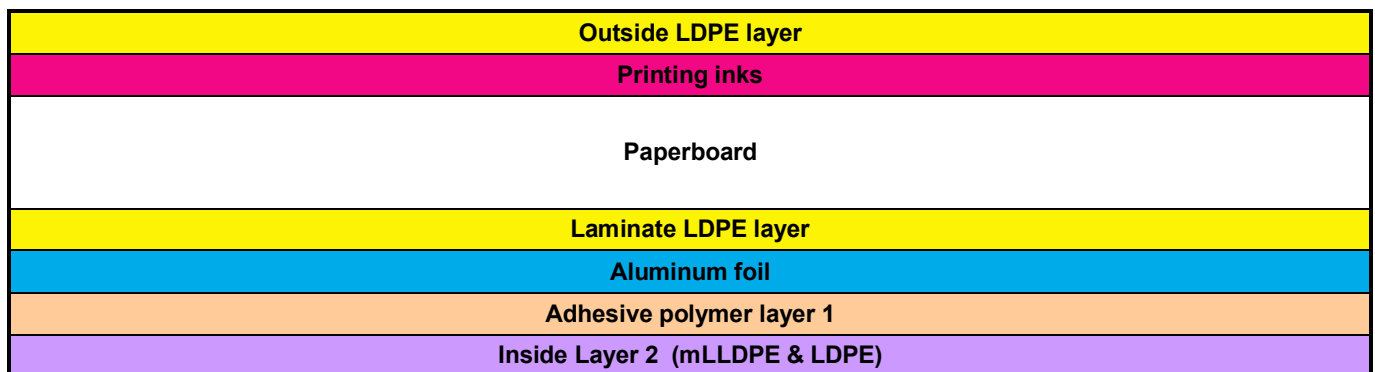 Outside LDPE layer
Printing inks
Paperboard
Laminate LDPE layer
Aluminum foil
Adhesive polymer layer 1
Inside Layer 2  (mLLDPE & LDPE)